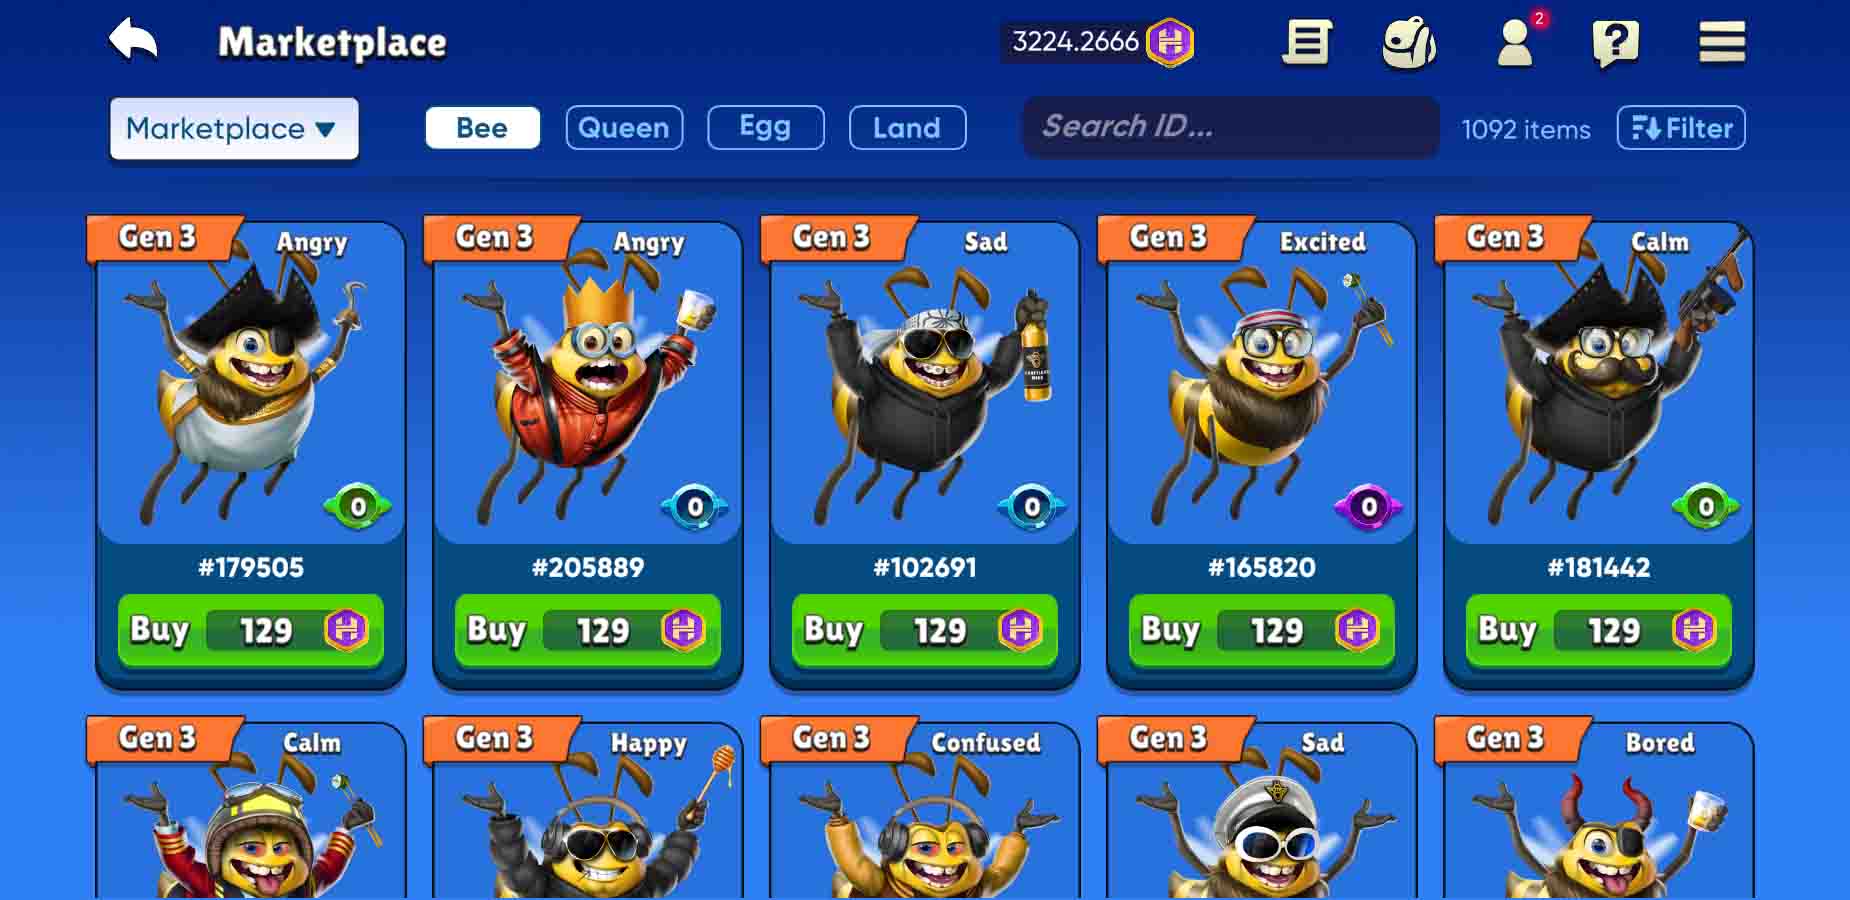 Marketplace
3224.2666
2
Marketplace
Bee
Queen
Egg
Land
Search ID...
1092 items
Filter
Gen 3
Angry
Gen 3
Angry
Gen 3
Sad
Gen 3
Excited
Gen 3
Calm
0
0
0
0
0
#179505
#205889
#102691
#165820
#181442
Buy 129
Buy 129
Buy 129
Buy 129
Buy 129
Gen 3
Calm
Gen 3
Happy
Gen 3
Confused
Gen 3
Sad
Gen 3
Bored